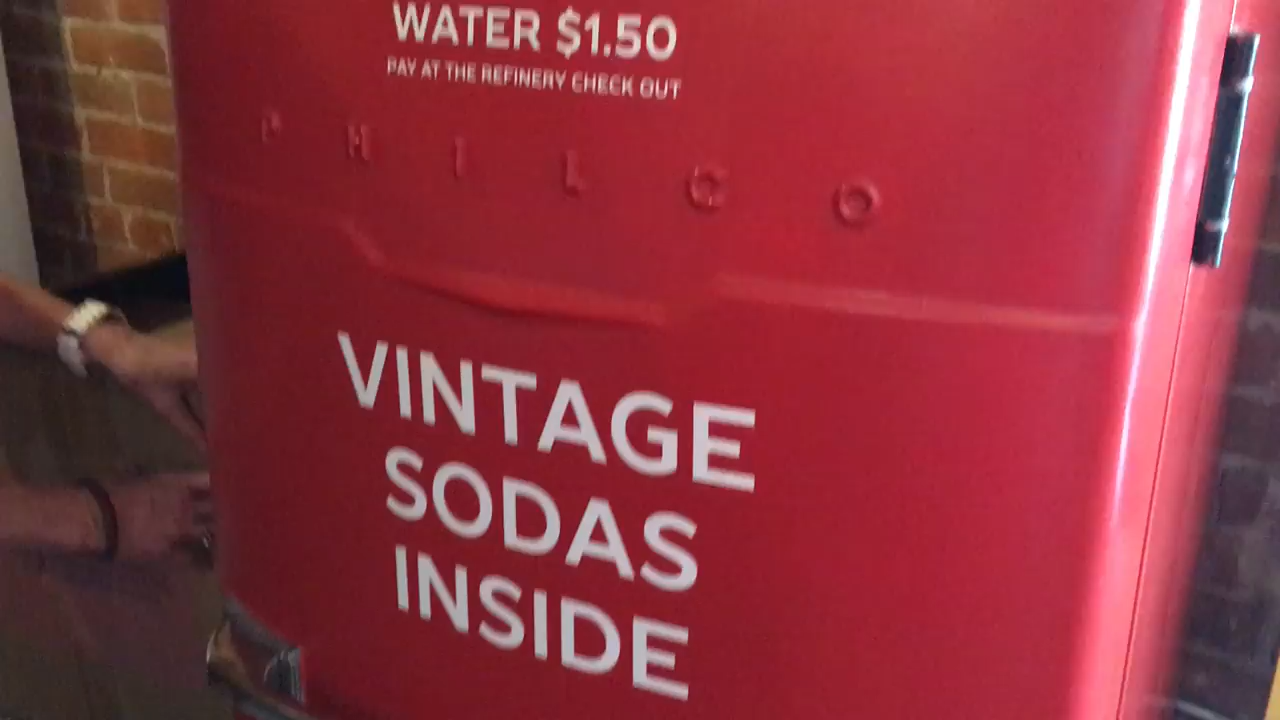 WATER $1.50
PAY AT THE REFINERY CHECK OUT
PHILCO
VINTAGE
SODAS
INSIDE